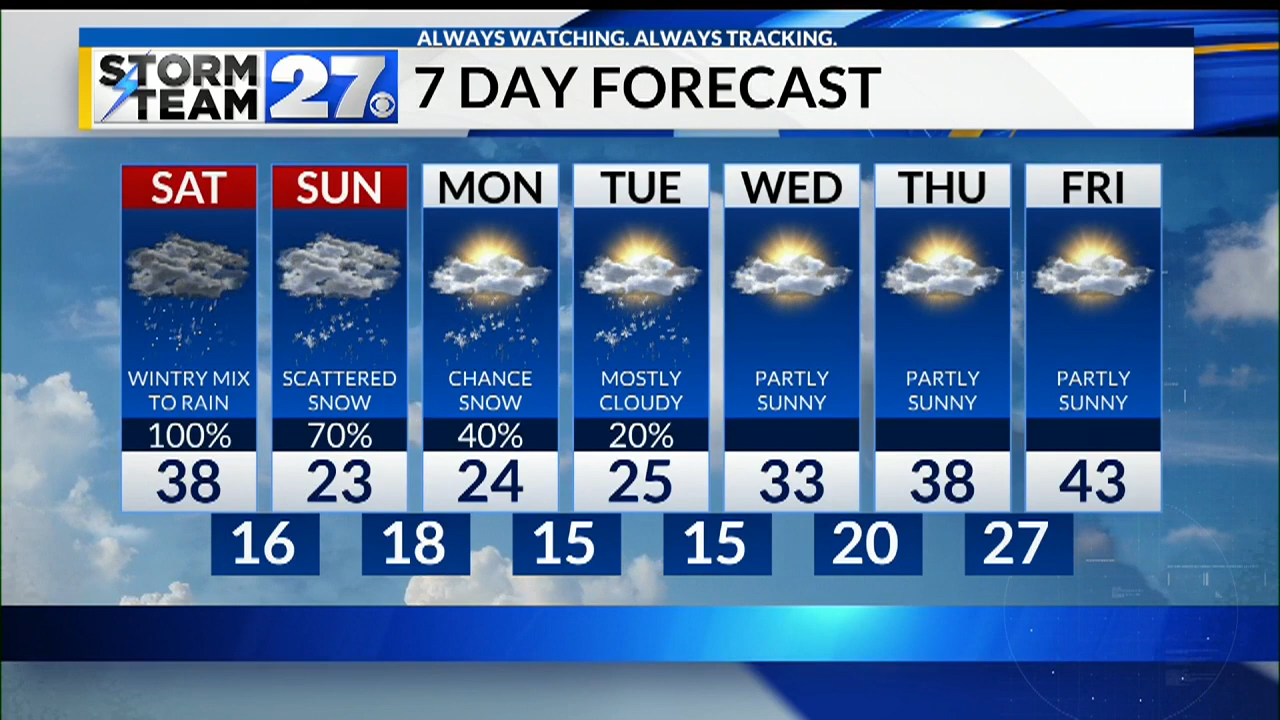 ALWAYS WATCHING. ALWAYS TRACKING.
STORM TEAM 27 7 DAY FORECAST
SAT SUN MON TUE WED THU FRI
WINTRY MIX SCATTERED CHANCE MOSTLY PARTLY PARTLY PARTLY
TO RAIN SNOW SNOW CLOUDY SUNNY SUNNY SUNNY
100% 70% 40% 20%
38 23 24 25 33 38 43
16 18 15 15 20 27